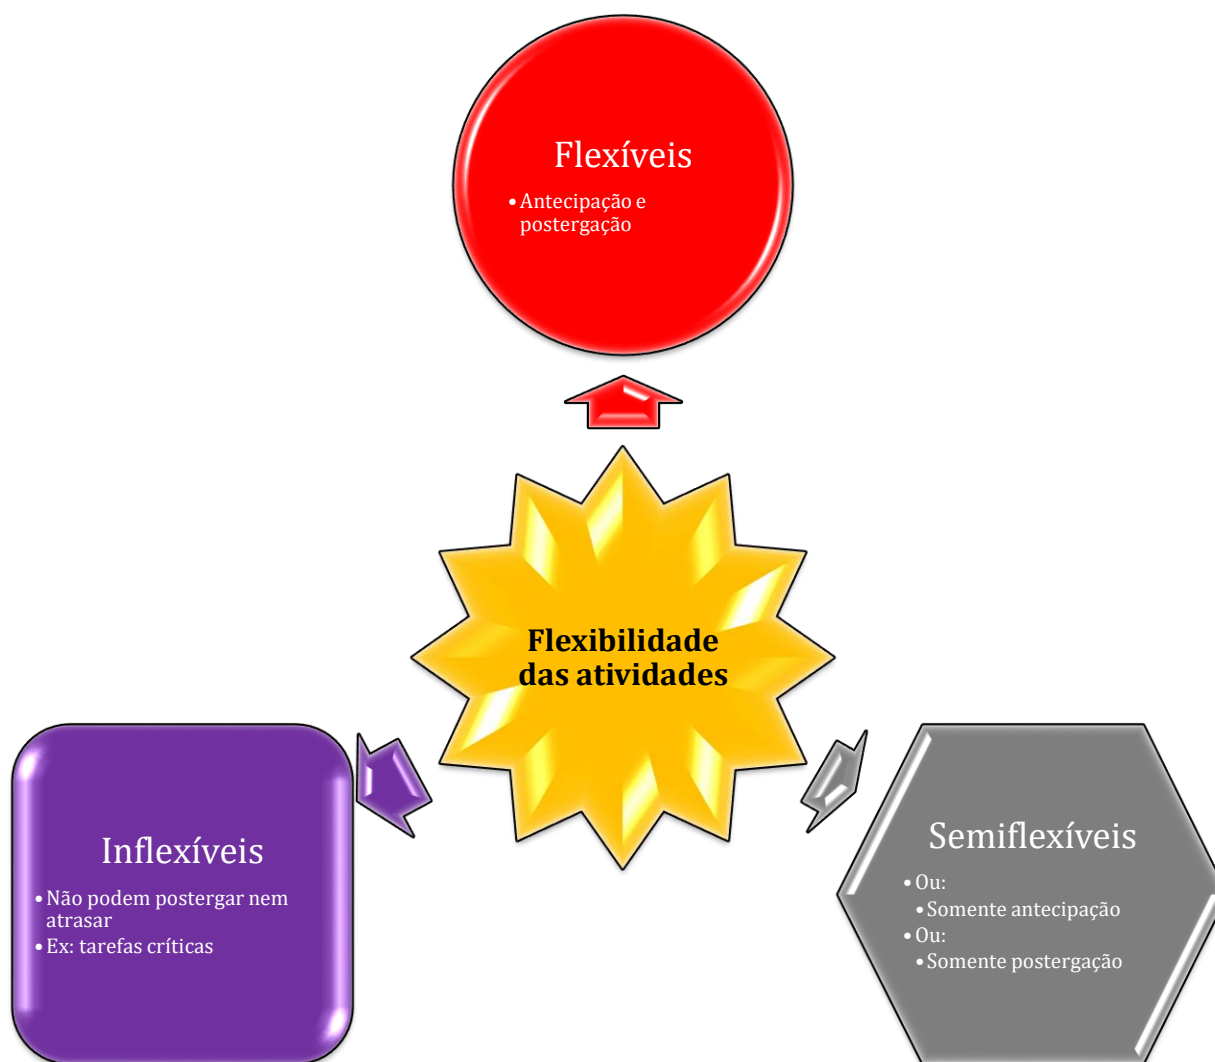 Flexíveis
• Antecipação e
postergação
Flexibilidade
das atividades
Inflexíveis
• Não podem postergar nem
atrasar
• Ex: tarefas críticas
Semiflexíveis
• Ou:
• Somente antecipação
• Ou:
• Somente postergação